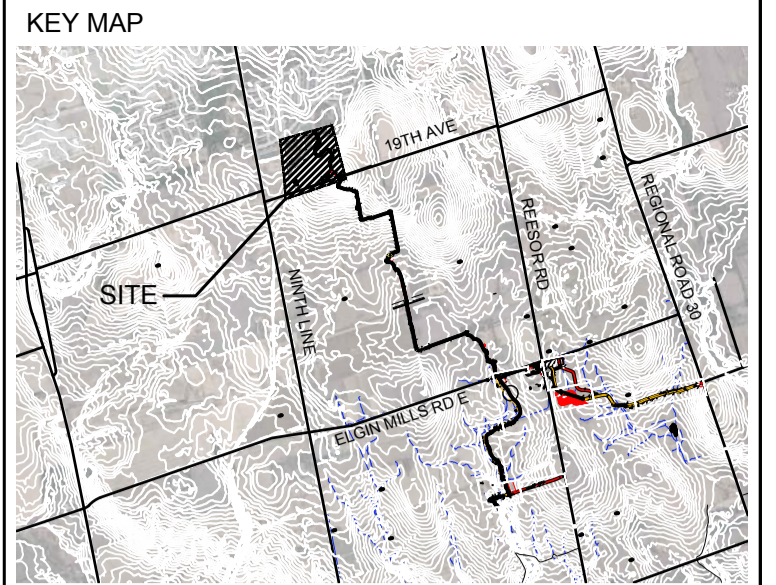 KEY MAP
19TH AVE
REESOR RD
REGIONAL ROAD 30
SITE
NINTH LINE
ELGIN MILLS RD E